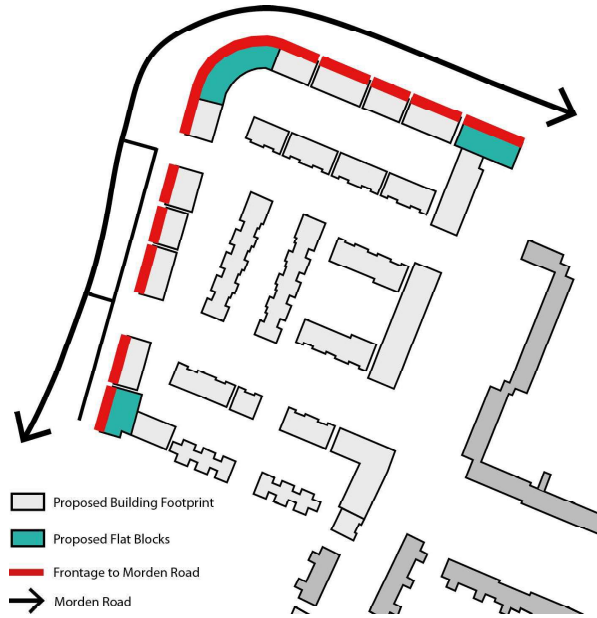 Proposed Building Footprint
Proposed Flat Blocks
Frontage to Morden Road
Morden Road